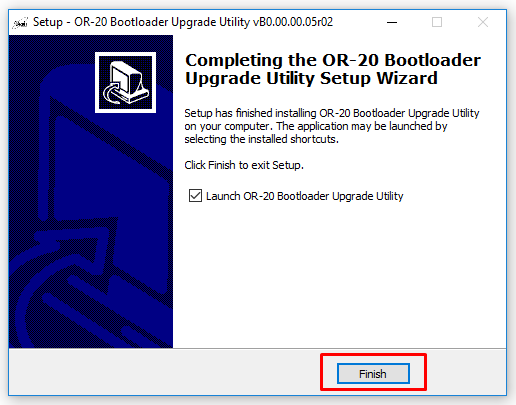 Setup - OR-20 Bootloader Upgrade Utility vB0.00.00.05r02
Completing the OR-20 Bootloader
Upgrade Utility Setup Wizard
Setup has finished installing OR-20 Bootloader Upgrade Utility
on your computer. The application may be launched by
selecting the installed shortcuts.
Click Finish to exit Setup.
Launch OR-20 Bootloader Upgrade Utility
Finish